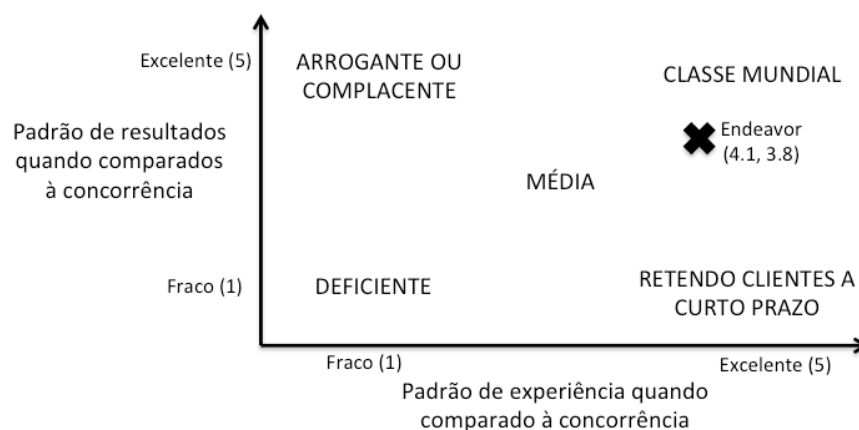 Excelente (5)
ARROGANTE OU
COMPLACENTE
CLASSE MUNDIAL
Padrão de resultados
quando comparados
à concorrência
Endeavor
(4.1, 3.8)
MÉDIA
Fraco (1)
DEFICIENTE
RETENDO CLIENTES A
CURTO PRAZO
Fraco (1)
Excelente (5)
Padrão de experiência quando
comparado à concorrência